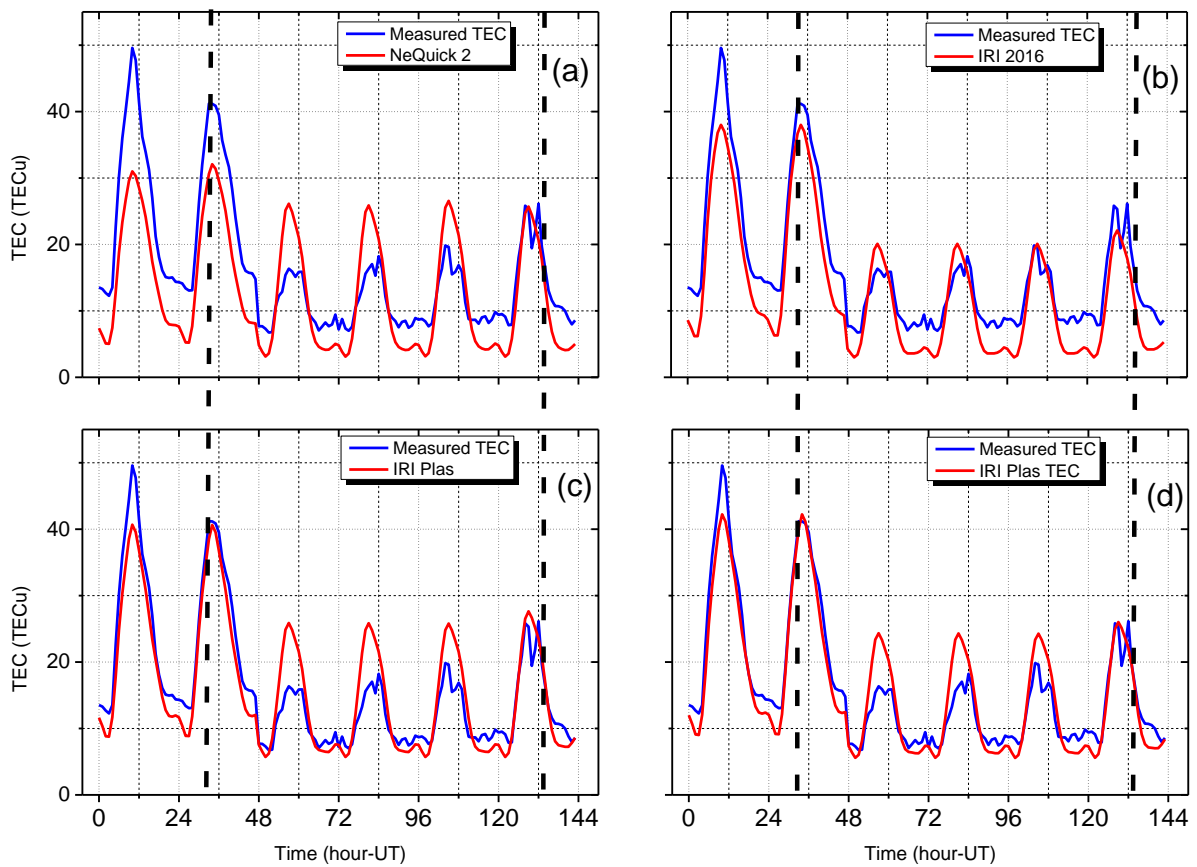 Measured TEC
NeQuick 2
(a)
Measured TEC
IRI 2016
(b)
TEC (TECu)
40
20
0
Measured TEC
IRI Plas
(c)
Measured TEC
IRI Plas TEC
(d)
TEC (TECu)
40
20
0
0 24 48 72 96 120 144
0 24 48 72 96 120 144
Time (hour-UT)
Time (hour-UT)